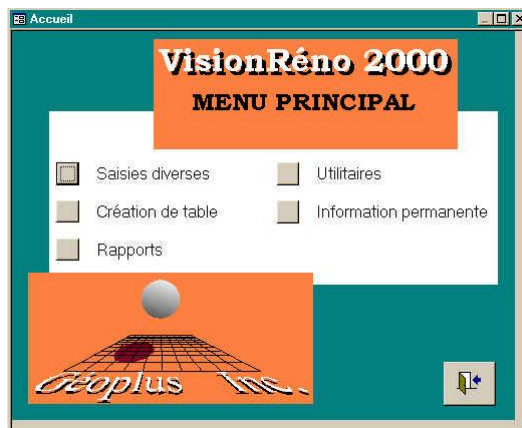 Accueil
VisionRéno 2000
MENU PRINCIPAL
Saisies diverses
Utilitaires
Création de table
Information permanente
Rapports
Géoplus Inc.